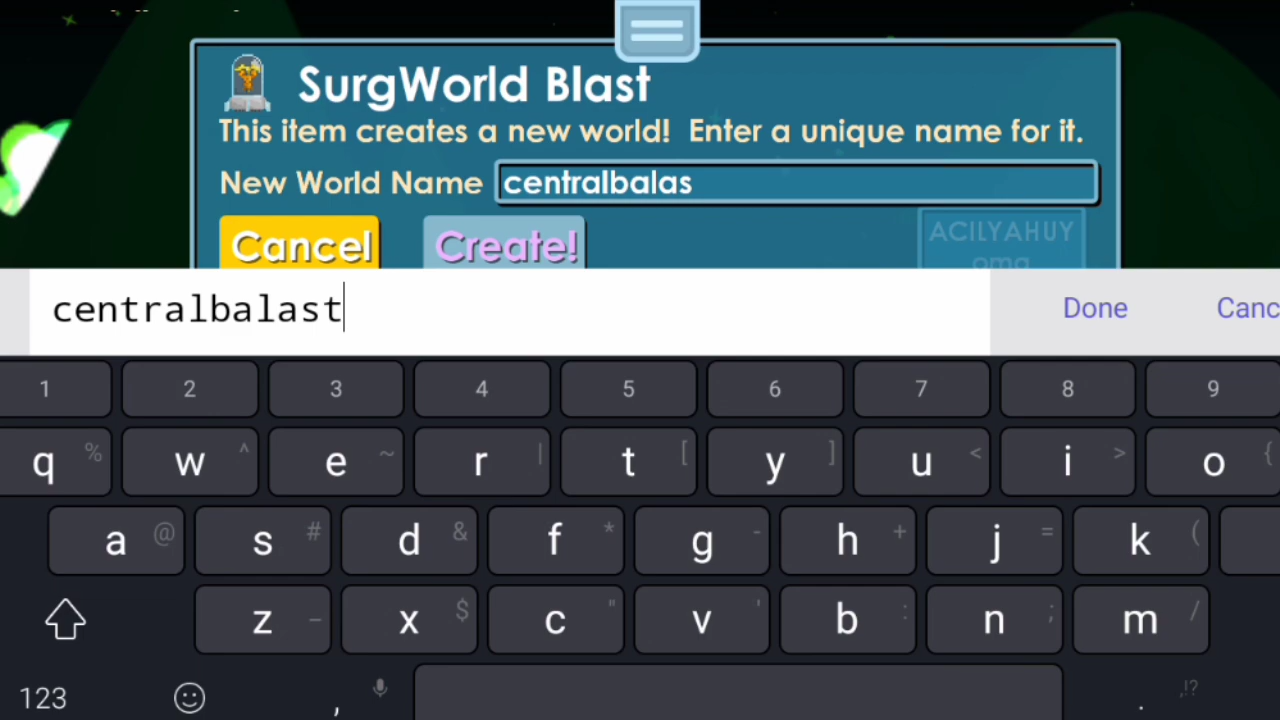 SurgWorld Blast
This item creates a new world! Enter a unique name for it.
New World Name centralbalas
Cancel Create!
ACILYAHUY
omg
centralbalast
Done Canc
1 2 3 4 5 6 7 8 9
q % w ^ e ~ r | t [ y ] u < i > o {
a @ s # d & f * g - h + j = k (
z _ x $ c " v ' b : n ; m /
123 , . ,!?